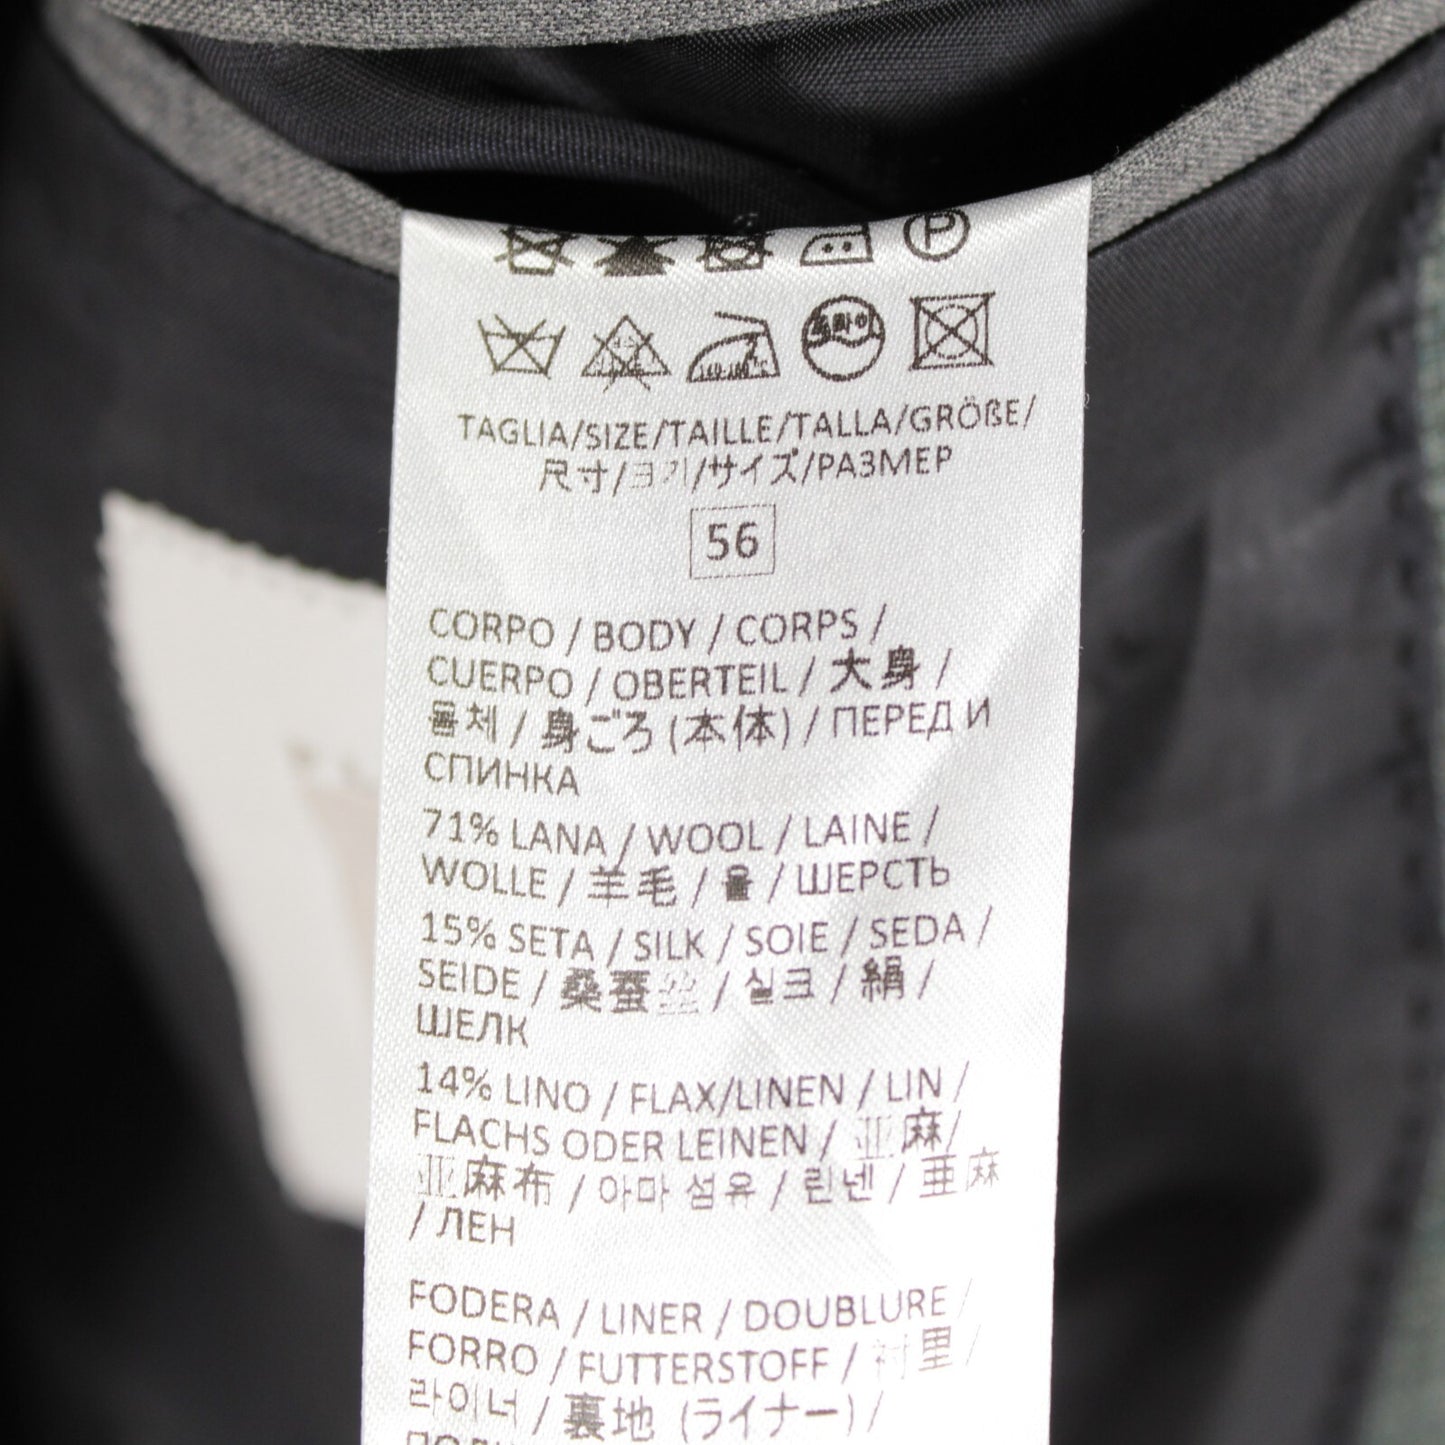 P
드라이
TAGLIA/SIZE/TAILLE/TALLA/GRÖßE/
尺寸/크기/サイズ/РАЗМЕР
56
CORPO / BODY / CORPS /
CUERPO / OBERTEIL / 大身 /
몸체 / 身ごろ (本体) / ПЕРЕД И
СПИНКА
71% LANA / WOOL / LAINE /
WOLLE / 羊毛 / 울 / ШЕРСТЬ
15% SETA / SILK / SOIE / SEDA /
SEIDE / 桑蚕丝 / 실크 / 絹 /
ШЕЛК
14% LINO / FLAX/LINEN / LIN /
FLACHS ODER LEINEN / 亚麻/
亚麻布 / 아마 섬유 / 린넨 / 亜麻
/ ЛЕН
FODERA / LINER / DOUBLURE /
FORRO / FUTTERSTOFF / 衬里/
라이너 / 裏地 (ライナー) /